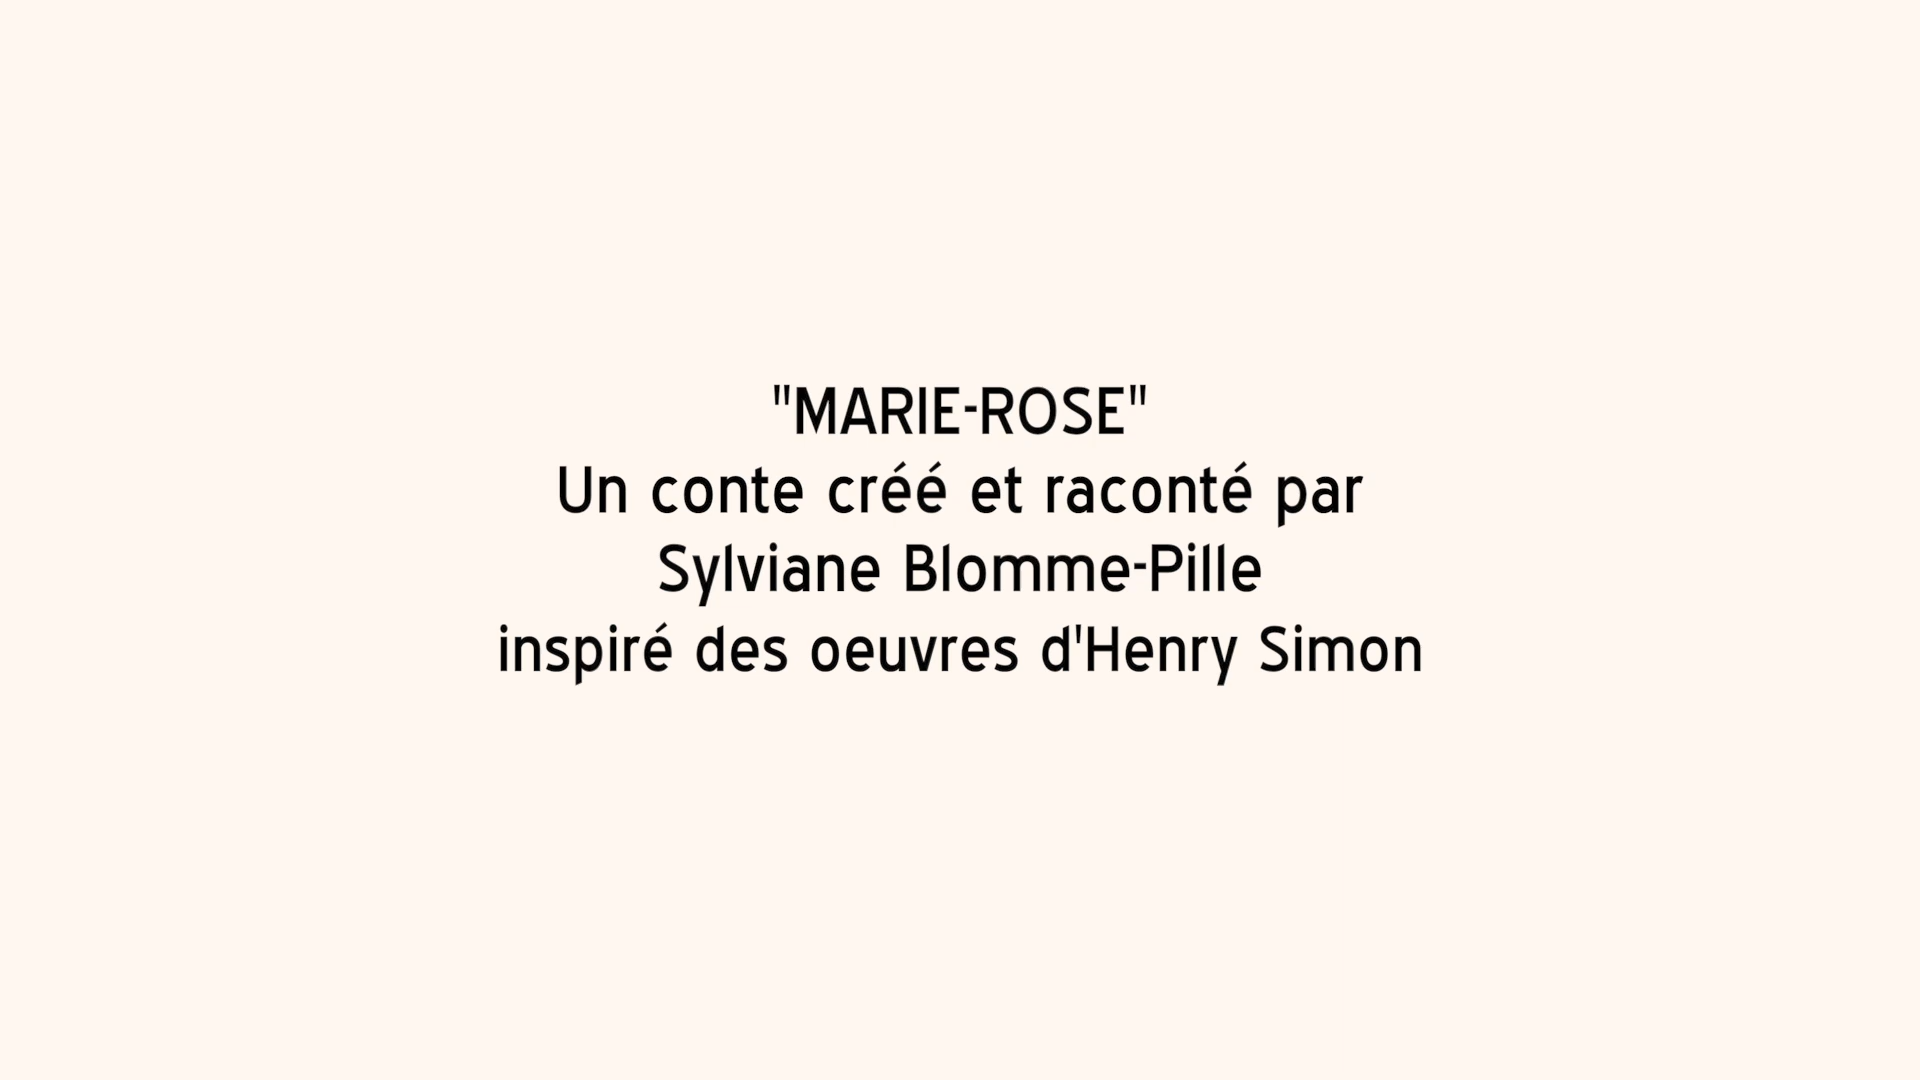 "MARIE-ROSE"
Un conte créé et raconté par
Sylviane Blomme-Pille
inspiré des oeuvres d'Henry Simon